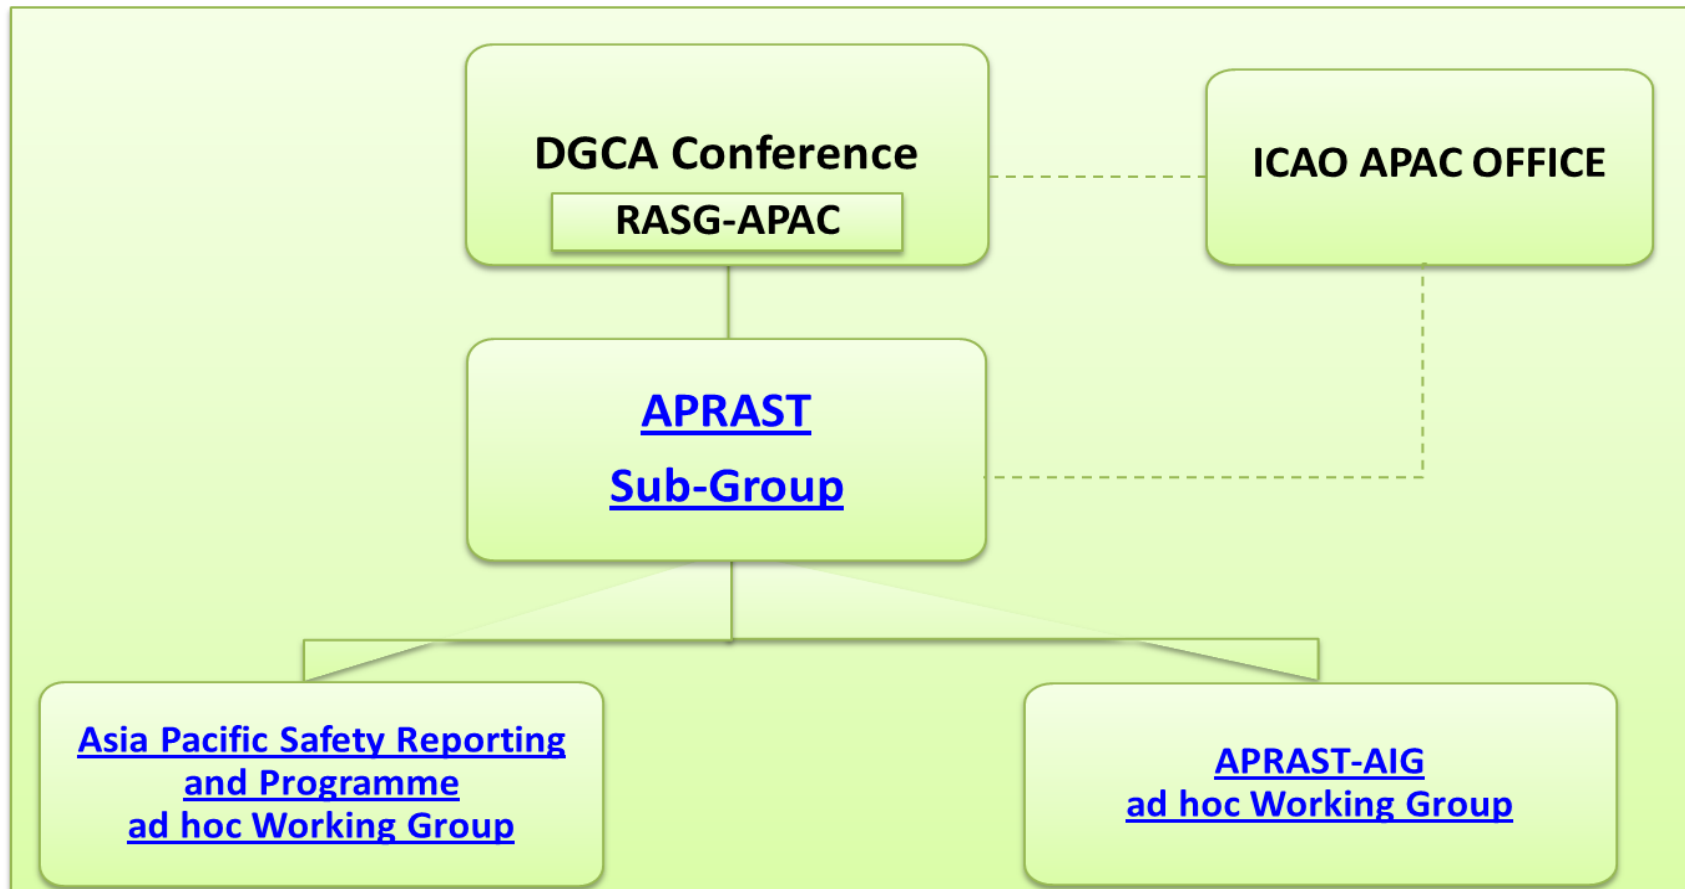 DGCA Conference
RASG-APAC
ICAO APAC OFFICE
APRAST
Sub-Group
Asia Pacific Safety Reporting
and Programme
ad hoc Working Group
APRAST-AIG
ad hoc Working Group